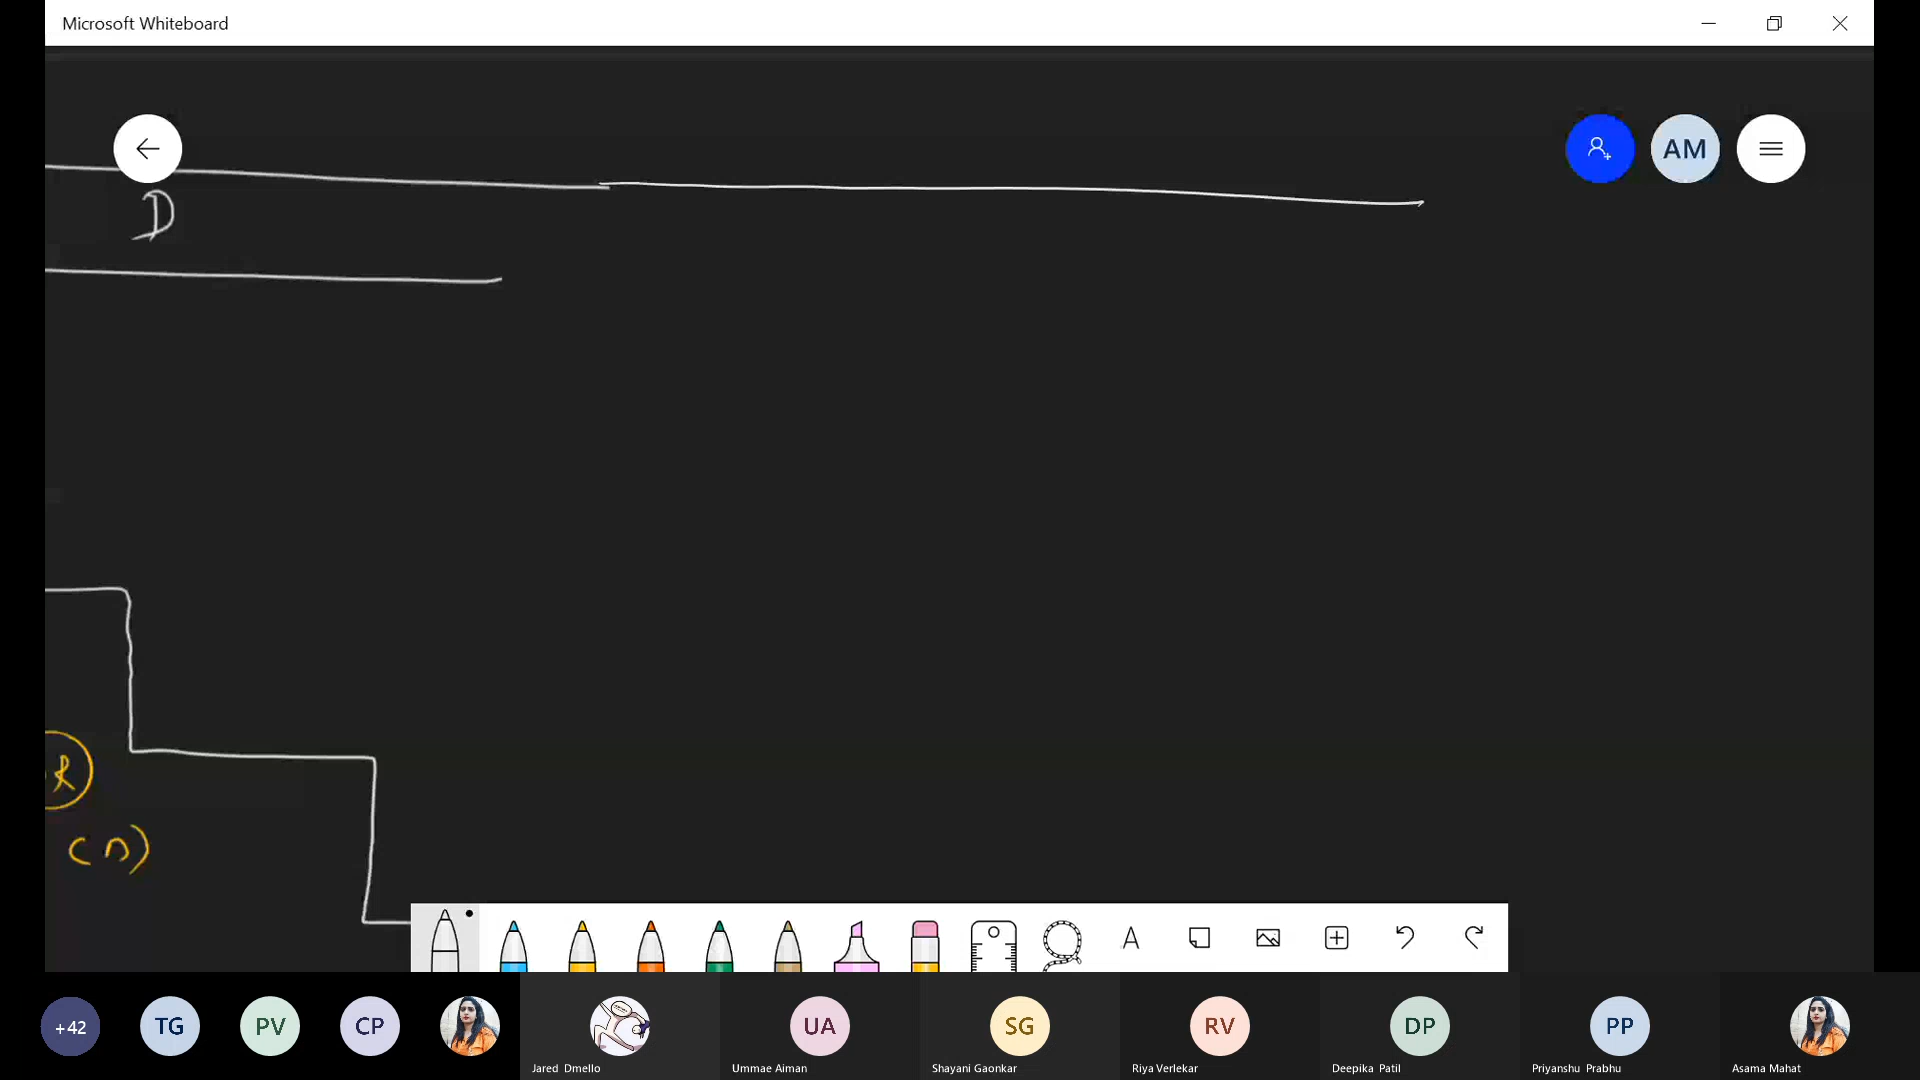 Microsoft Whiteboard
AM
D
R
(n)
A
+42
TG
PV
CP
UA
SG
RV
DP
PP
Jared Dmello
Ummae Aiman
Shayani Gaonkar
Riya Verlekar
Deepika Patil
Priyanshu Prabhu
Asama Mahat